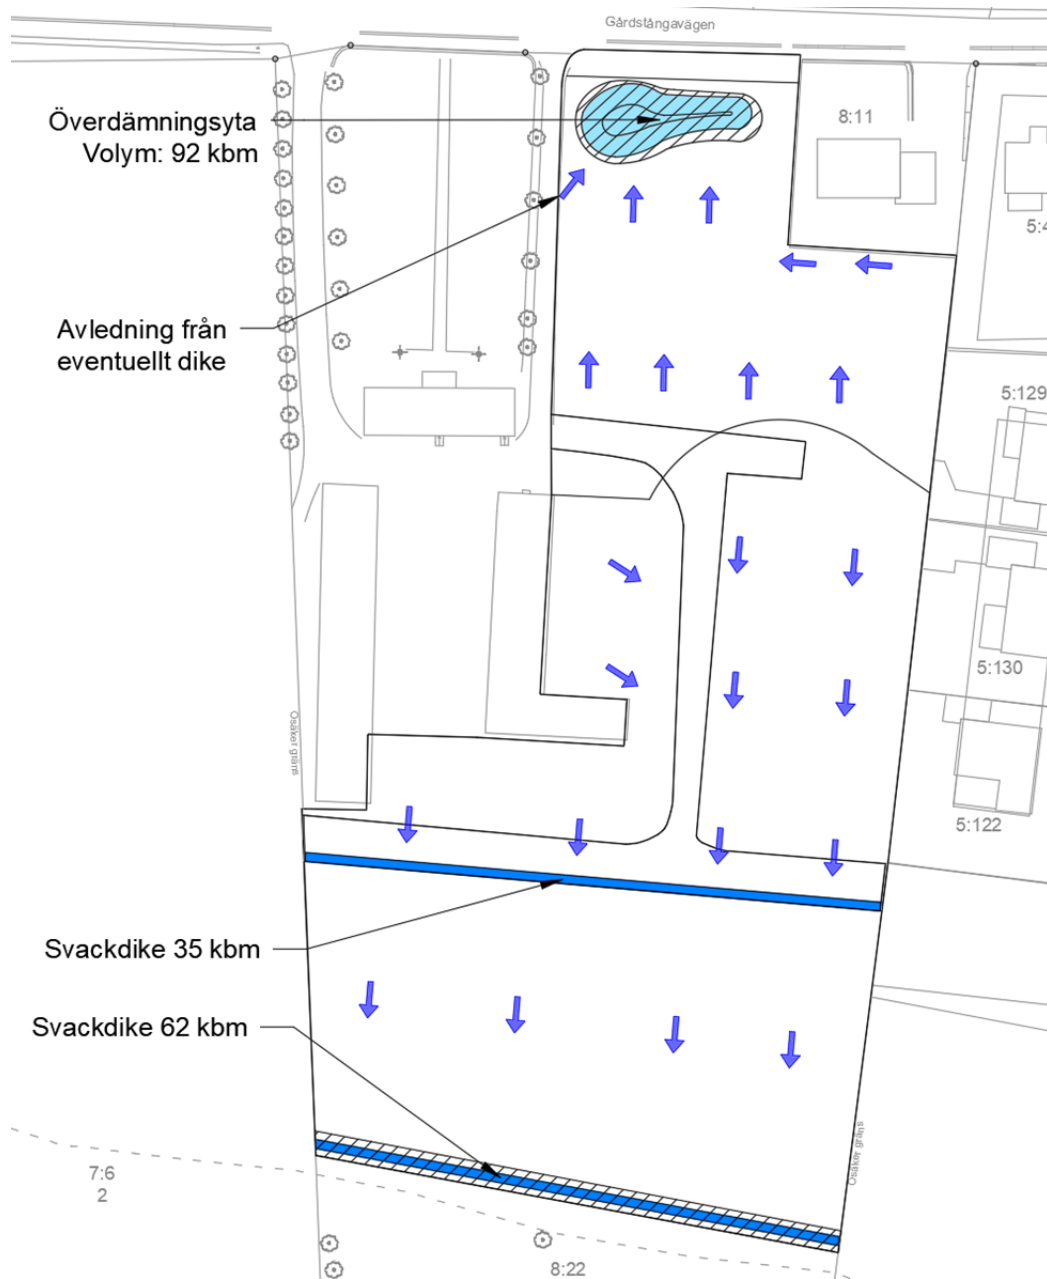 Gårdstångavägen
Överdämningsyta
Volym: 92 kbm
8:11
5:4
Avledning från
eventuellt dike
5:129
5:130
Osäker gräns
5:122
Svackdike 35 kbm
Svackdike 62 kbm
Osäker gräns
7:6
2
8:22